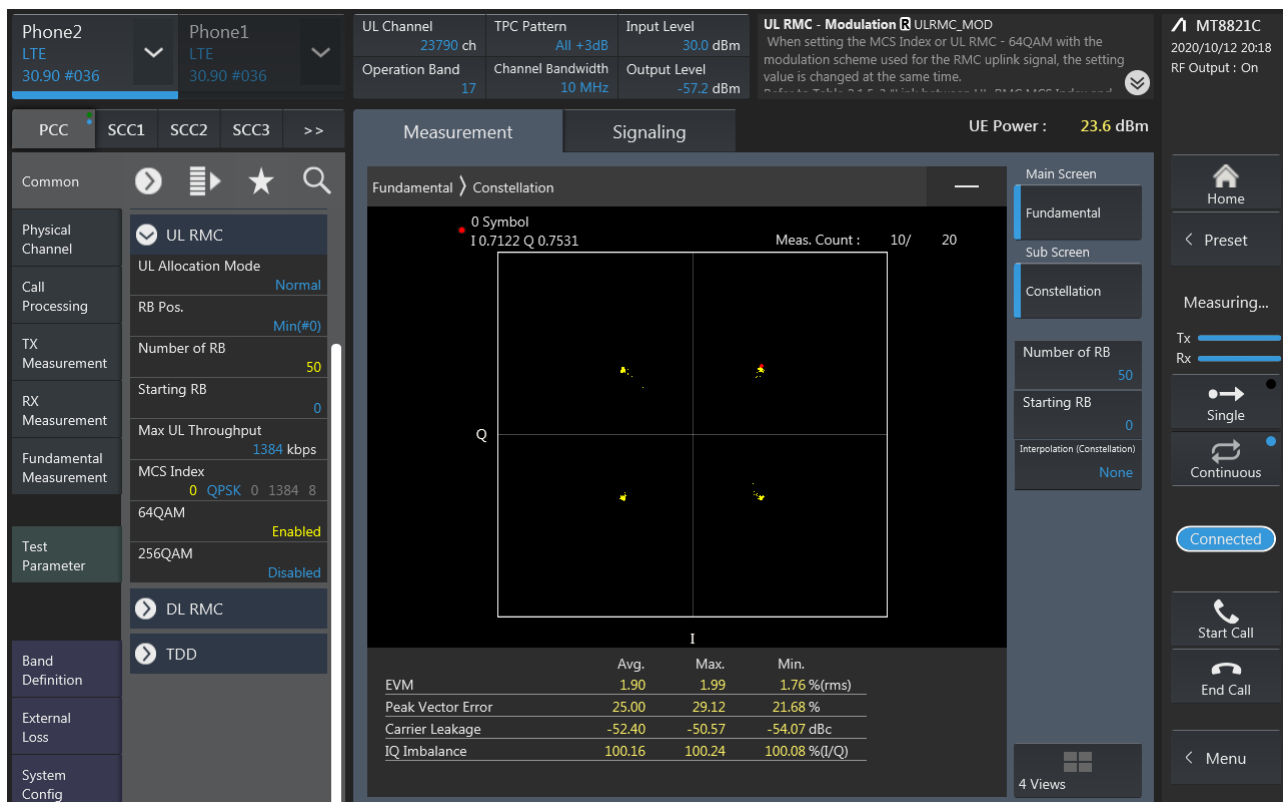 Phone2
LTE
30.90 #036
Phone1
LTE
30.90 #036
UL Channel
23790 ch
TPC Pattern
All +3dB
Input Level
30.0 dBm
Operation Band
17
Channel Bandwidth
10 MHz
Output Level
-57.2 dBm
UL RMC - Modulation R ULRMC_MOD
When setting the MCS Index or UL RMC - 64QAM with the
modulation scheme used for the RMC uplink signal, the setting
value is changed at the same time.
MT8821C
2020/10/12 20:18
RF Output : On
PCC SCC1 SCC2 SCC3 >>
Measurement
Signaling
UE Power : 23.6 dBm
Common
Physical
Channel
Call
Processing
TX
Measurement
RX
Measurement
Fundamental
Measurement
Test
Parameter
Band
Definition
External
Loss
System
Config
UL RMC
UL Allocation Mode
Normal
RB Pos.
Min(#0)
Number of RB
50
Starting RB
0
Max UL Throughput
1384 kbps
MCS Index
0 QPSK 0 1384 8
64QAM
Enabled
256QAM
Disabled
DL RMC
TDD
Fundamental 〉 Constellation
0 Symbol
I 0.7122 Q 0.7531
Meas. Count : 10/ 20
Q
I
Avg. Max. Min.
EVM 1.90 1.99 1.76 %(rms)
Peak Vector Error 25.00 29.12 21.68 %
Carrier Leakage -52.40 -50.57 -54.07 dBc
IQ Imbalance 100.16 100.24 100.08 %(I/Q)
Main Screen
Fundamental
Sub Screen
Constellation
Number of RB
50
Starting RB
0
Interpolation (Constellation)
None
4 Views
Home
< Preset
Measuring...
Tx
Rx
Single
Continuous
Connected
Start Call
End Call
< Menu